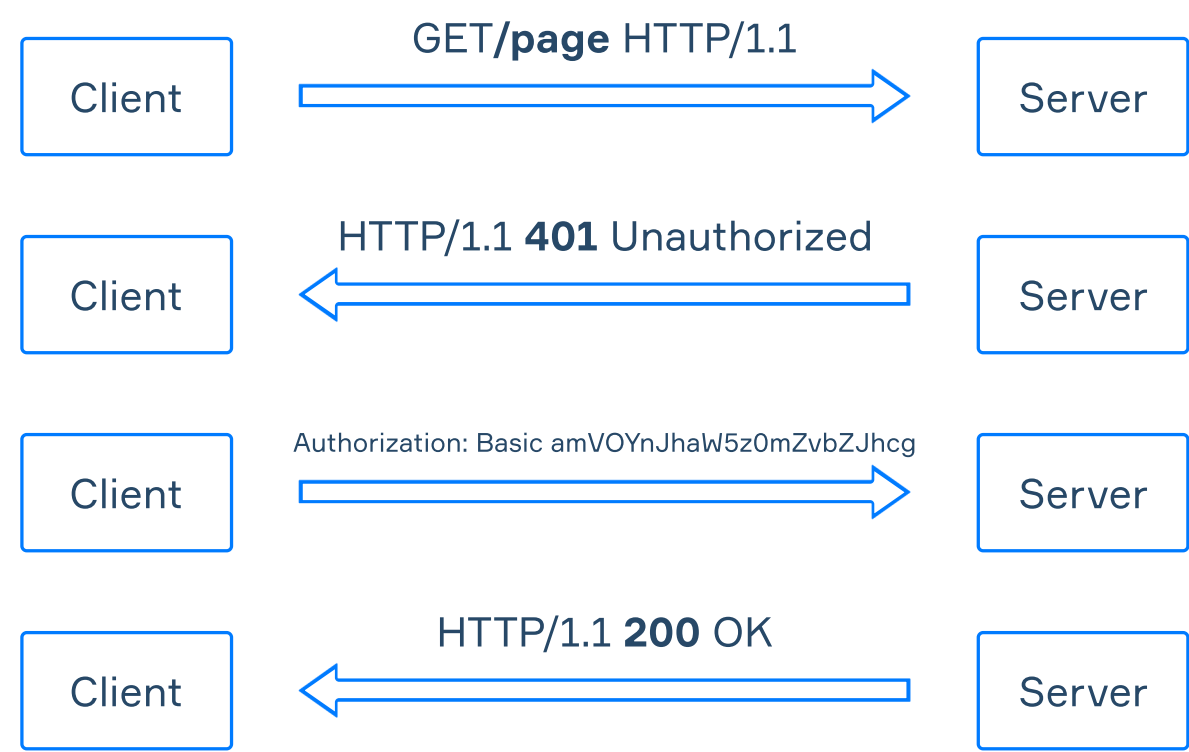 GET/page HTTP/1.1
Client
Server
HTTP/1.1 401 Unauthorized
Client
Server
Authorization: Basic amVOYnJhaW5z0mZvbZJhcg
Client
Server
HTTP/1.1 200 OK
Client
Server